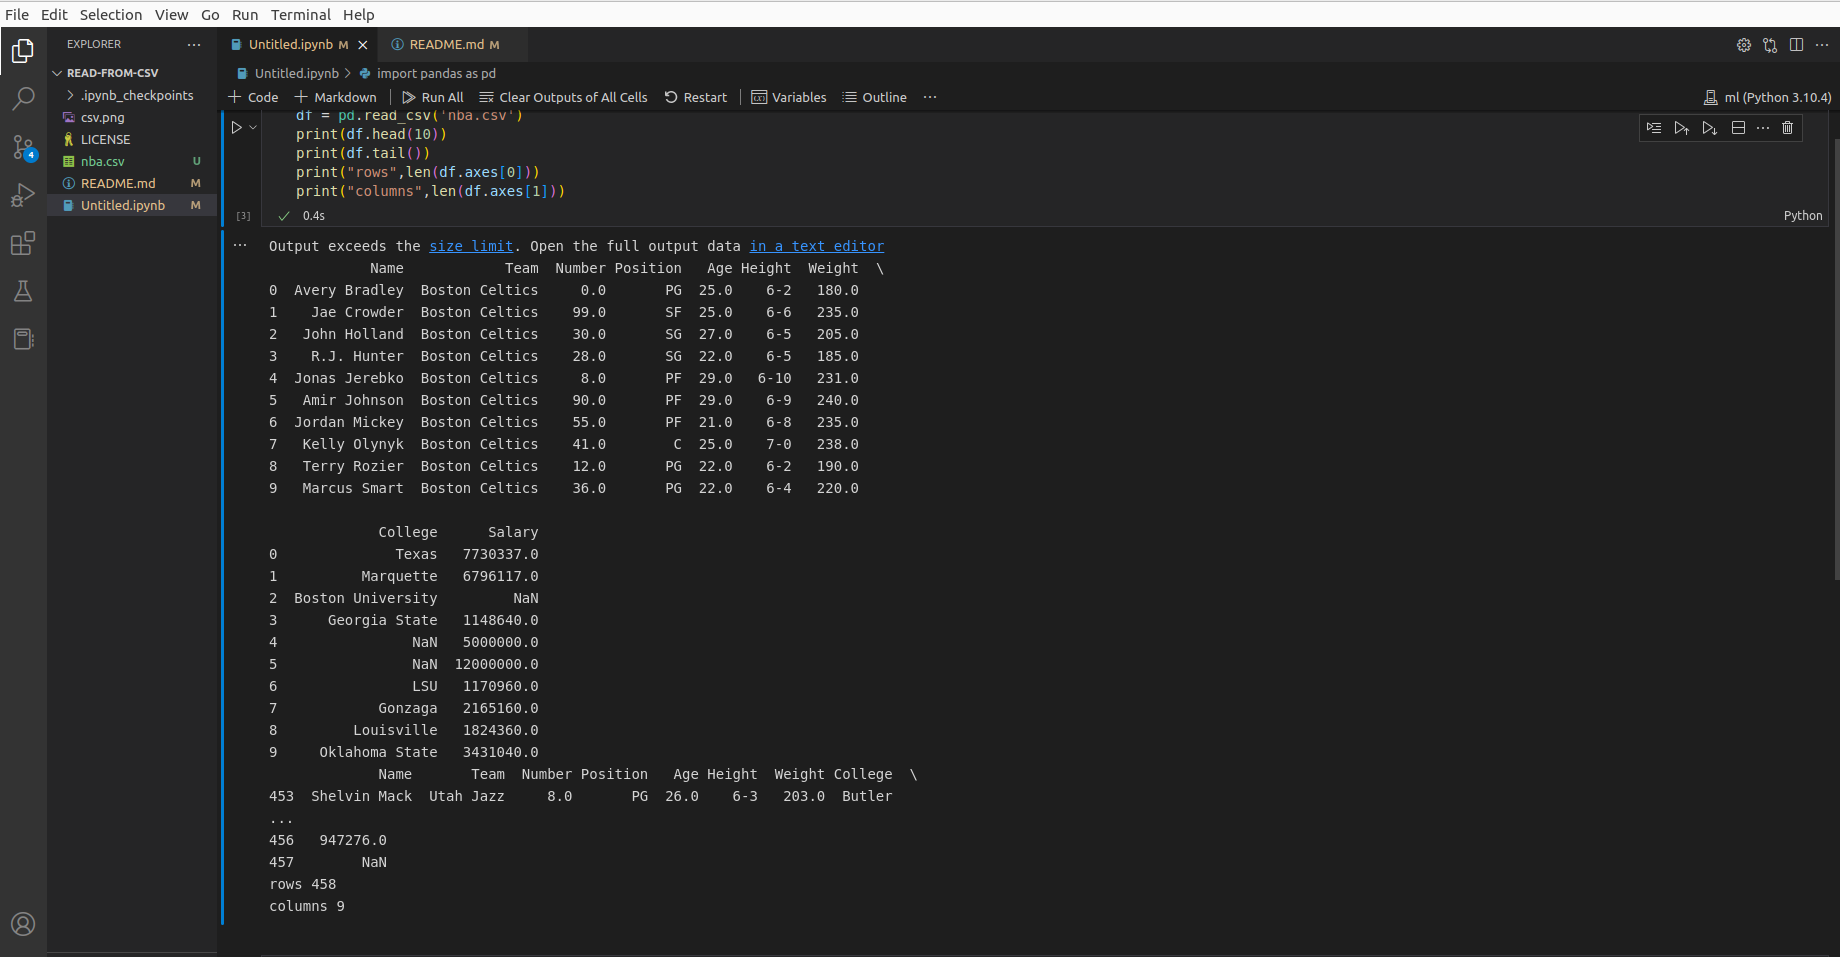 File Edit Selection View Go Run Terminal Help
EXPLORER ...
READ-FROM-CSV
.ipynb_checkpoints
csv.png
LICENSE
nba.csv U
README.md M
Untitled.ipynb M
4
Untitled.ipynb M × README.md M
Untitled.ipynb > import pandas as pd
+ Code + Markdown Run All Clear Outputs of All Cells Restart Variables Outline ... ml (Python 3.10.4)
df = pd.read_csv('nba.csv')
print(df.head(10))
print(df.tail())
print("rows",len(df.axes[0]))
print("columns",len(df.axes[1]))
[3] ✓ 0.4s Python
... Output exceeds the size limit. Open the full output data in a text editor
Name Team Number Position Age Height Weight \
0 Avery Bradley Boston Celtics 0.0 PG 25.0 6-2 180.0
1 Jae Crowder Boston Celtics 99.0 SF 25.0 6-6 235.0
2 John Holland Boston Celtics 30.0 SG 27.0 6-5 205.0
3 R.J. Hunter Boston Celtics 28.0 SG 22.0 6-5 185.0
4 Jonas Jerebko Boston Celtics 8.0 PF 29.0 6-10 231.0
5 Amir Johnson Boston Celtics 90.0 PF 29.0 6-9 240.0
6 Jordan Mickey Boston Celtics 55.0 PF 21.0 6-8 235.0
7 Kelly Olynyk Boston Celtics 41.0 C 25.0 7-0 238.0
8 Terry Rozier Boston Celtics 12.0 PG 22.0 6-2 190.0
9 Marcus Smart Boston Celtics 36.0 PG 22.0 6-4 220.0
College Salary
0 Texas 7730337.0
1 Marquette 6796117.0
2 Boston University NaN
3 Georgia State 1148640.0
4 NaN 5000000.0
5 NaN 12000000.0
6 LSU 1170960.0
7 Gonzaga 2165160.0
8 Louisville 1824360.0
9 Oklahoma State 3431040.0
Name Team Number Position Age Height Weight College \
453 Shelvin Mack Utah Jazz 8.0 PG 26.0 6-3 203.0 Butler
...
456 947276.0
457 NaN
rows 458
columns 9